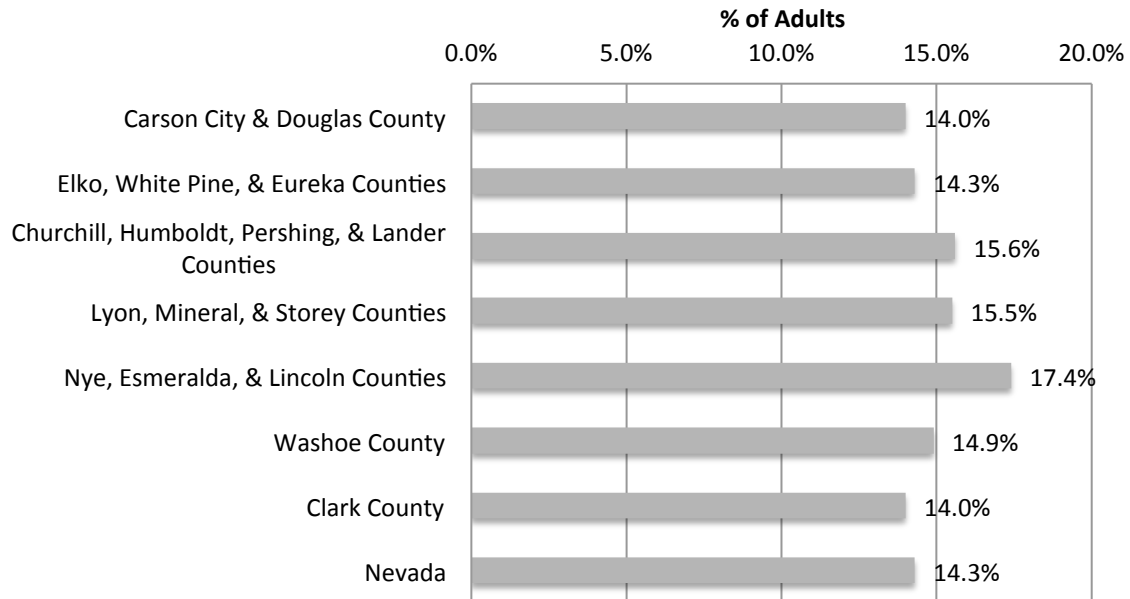 % of Adults
0.0% 5.0% 10.0% 15.0% 20.0%
Carson City & Douglas County 14.0%
Elko, White Pine, & Eureka Counties 14.3%
Churchill, Humboldt, Pershing, & Lander
Counties 15.6%
Lyon, Mineral, & Storey Counties 15.5%
Nye, Esmeralda, & Lincoln Counties 17.4%
Washoe County 14.9%
Clark County 14.0%
Nevada 14.3%